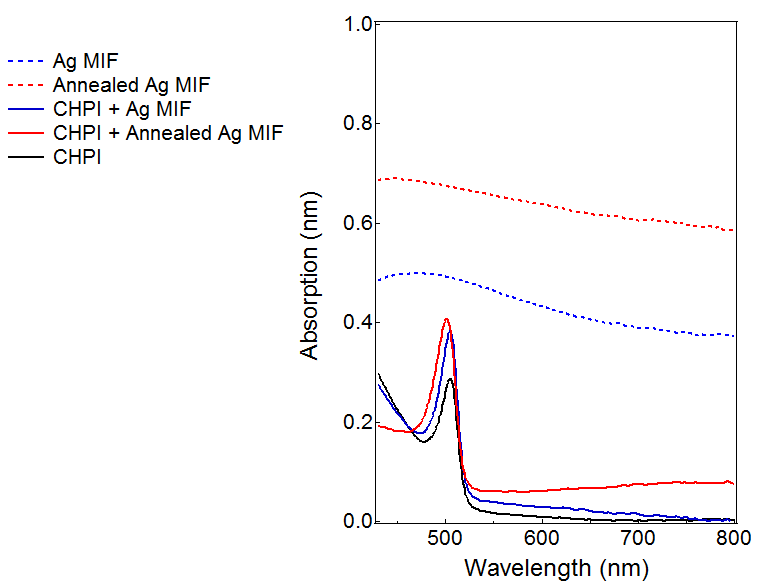 Ag MIF
Annealed Ag MIF
CHPI + Ag MIF
CHPI + Annealed Ag MIF
CHPI
Absorption (nm)
1.0
0.8
0.6
0.4
0.2
0.0
500 600 700 800
Wavelength (nm)